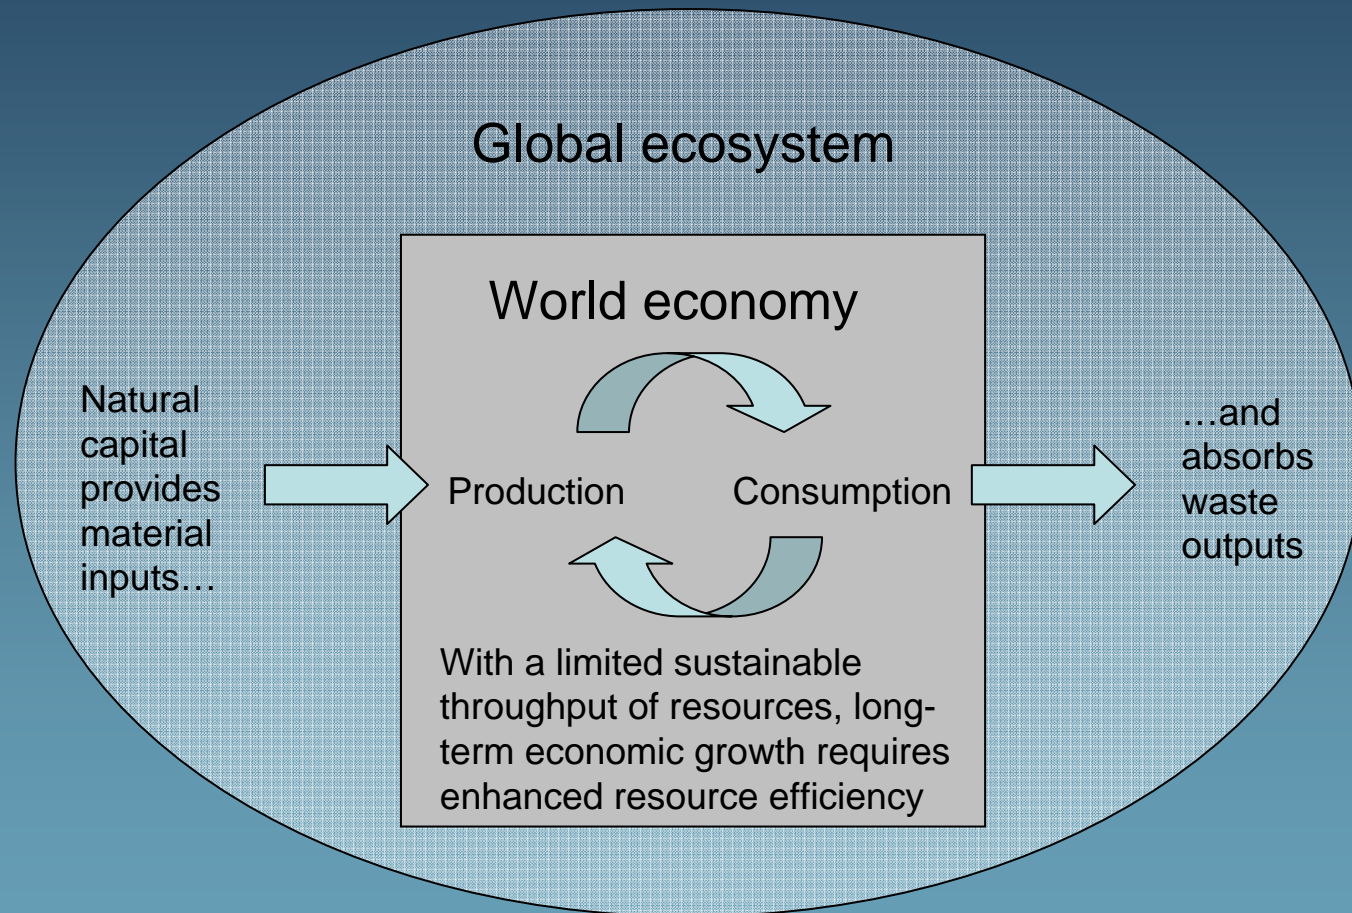 Global ecosystem
World economy
Natural
capital
provides
material
inputs…
Production
Consumption
…and
absorbs
waste
outputs
With a limited sustainable
throughput of resources, long-
term economic growth requires
enhanced resource efficiency